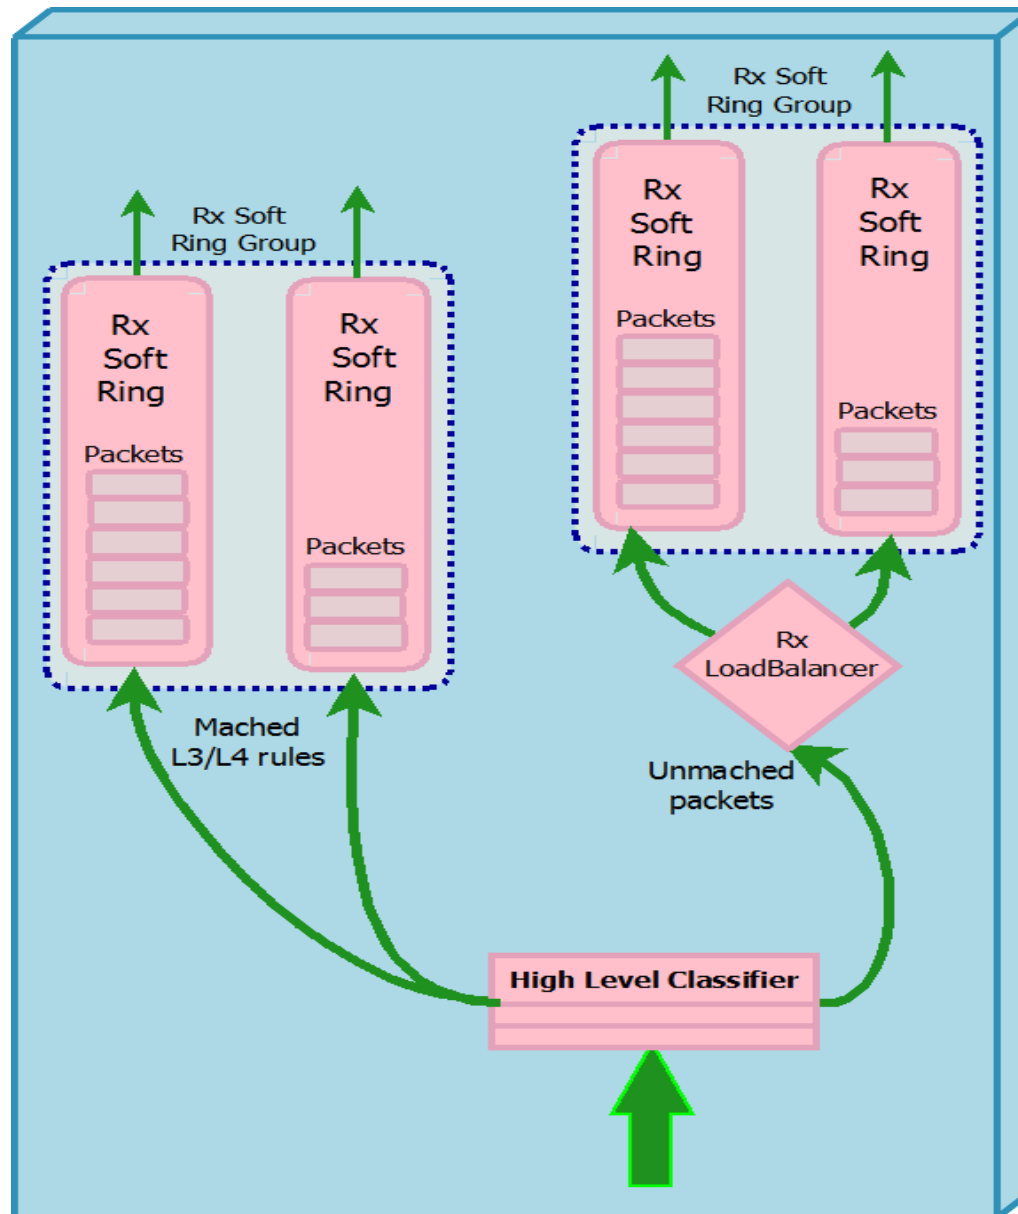 Rx Soft
Ring Group
Rx
Soft
Ring
Packets
Rx
Soft
Ring
Packets
Rx Soft
Ring Group
Rx
Soft
Ring
Packets
Rx
Soft
Ring
Packets
Rx
LoadBalancer
Mached
L3/L4 rules
Unmached
packets
High Level Classifier